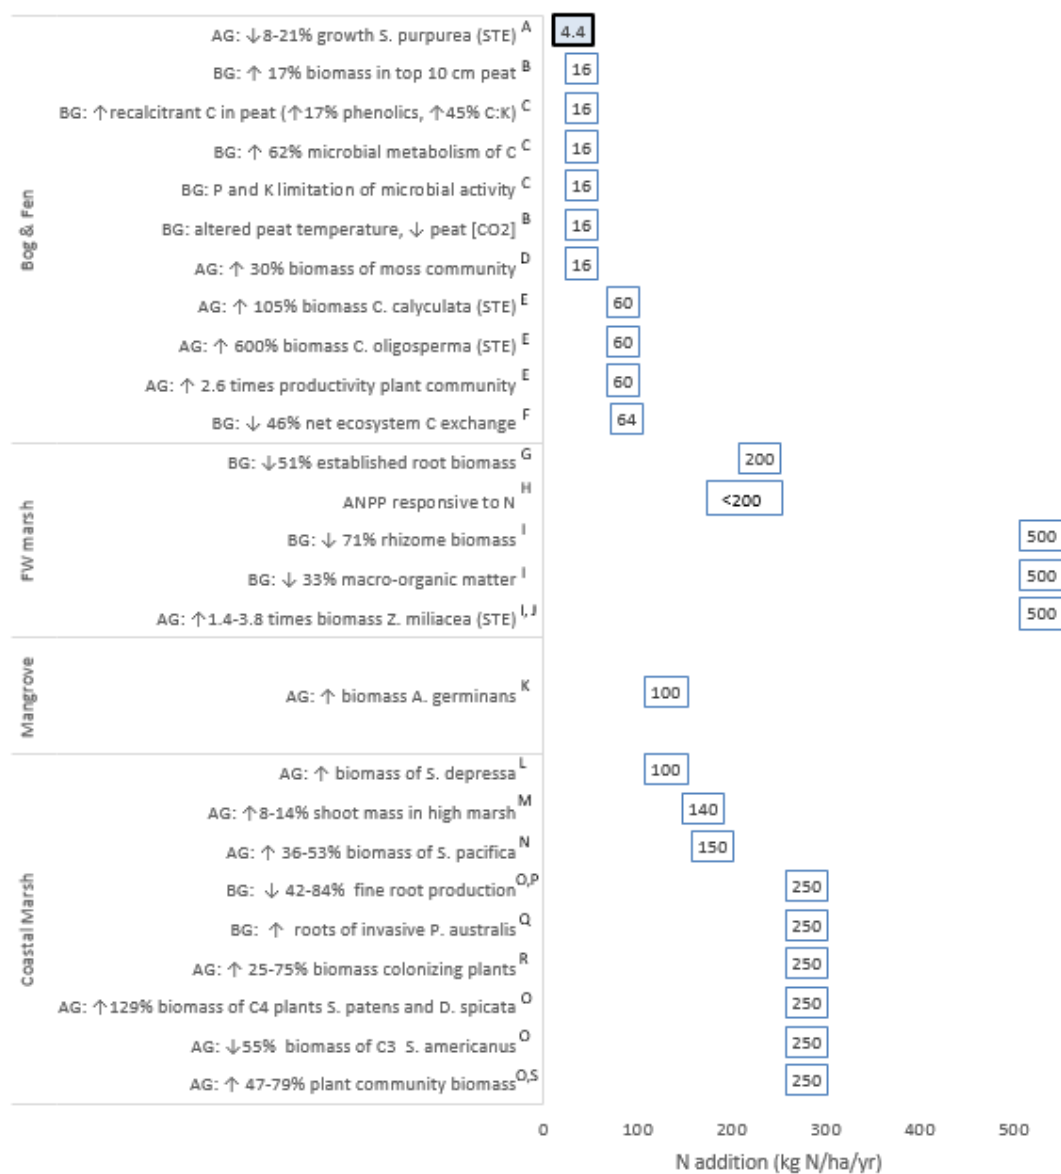 AG: ↓8-21% growth S. purpurea (STE) A 4.4
BG: ↑ 17% biomass in top 10 cm peat B 16
BG: ↑recalcitrant C in peat (↑17% phenolics, ↑45% C:K) C 16
BG: ↑ 62% microbial metabolism of C C 16
BG: P and K limitation of microbial activity C 16
BG: altered peat temperature, ↓ peat [CO2] B 16
AG: ↑ 30% biomass of moss community D 16
AG: ↑ 105% biomass C. calyculata (STE) E 60
AG: ↑ 600% biomass C. oligosperma (STE) E 60
AG: ↑ 2.6 times productivity plant community E 60
BG: ↓ 46% net ecosystem C exchange F 64
Bog & Fen
BG: ↓51% established root biomass G 200
ANPP responsive to N H <200
BG: ↓ 71% rhizome biomass I 500
BG: ↓ 33% macro-organic matter I 500
AG: ↑1.4-3.8 times biomass Z. miliacea (STE) I,J 500
FW marsh
AG: ↑ biomass A. germinans K 100
Mangrove
AG: ↑ biomass of S. depressa L 100
AG: ↑8-14% shoot mass in high marsh M 140
AG: ↑ 36-53% biomass of S. pacifica N 150
BG: ↓ 42-84% fine root production O,P 250
BG: ↑ roots of invasive P. australis Q 250
AG: ↑ 25-75% biomass colonizing plants R 250
AG: ↑129% biomass of C4 plants S. patens and D. spicata O 250
AG: ↓55% biomass of C3 S. americanus O 250
AG: ↑ 47-79% plant community biomass O,S 250
Coastal Marsh
0 100 200 300 400 500
N addition (kg N/ha/yr)